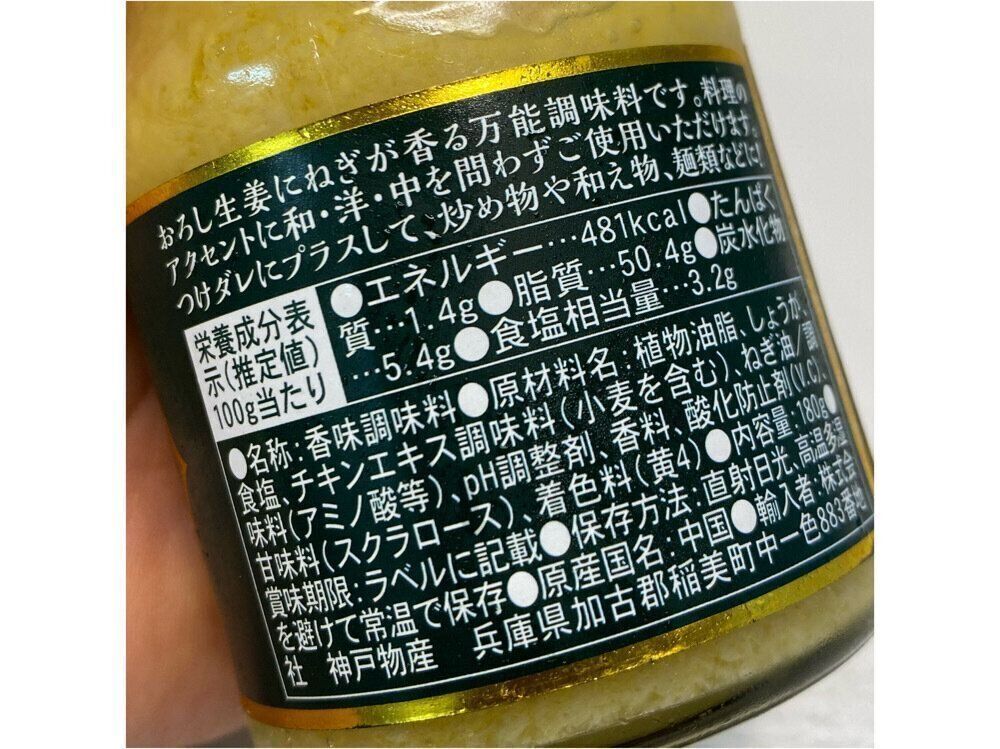 おろし生姜にねぎが香る万能調味料です。料理の
アクセントに和・洋・中を問わずご使用いただけます。
つけダレにプラスして、炒め物や和え物、麺類などに!
栄養成分表
示(推定値)
100g当たり
●エネルギー…481kcal●たんぱく
質…1.4g●脂質…50.4g●炭水化物
…5.4g●食塩相当量…3.2g
●名称:香味調味料●原材料名:植物油脂、しょうが、
食塩、チキンエキス調味料(小麦を含む)、ねぎ油/調
味料(アミノ酸等)、pH調整剤、香料、酸化防止剤(V.C)、
甘味料(スクラロース)、着色料(黄4)●内容量:180g●
賞味期限:ラベルに記載●保存方法:直射日光、高温多湿
を避けて常温で保存●原産国名:中国●輸入者:株式会
社 神戸物産 兵庫県加古郡稲美町中一色883番地